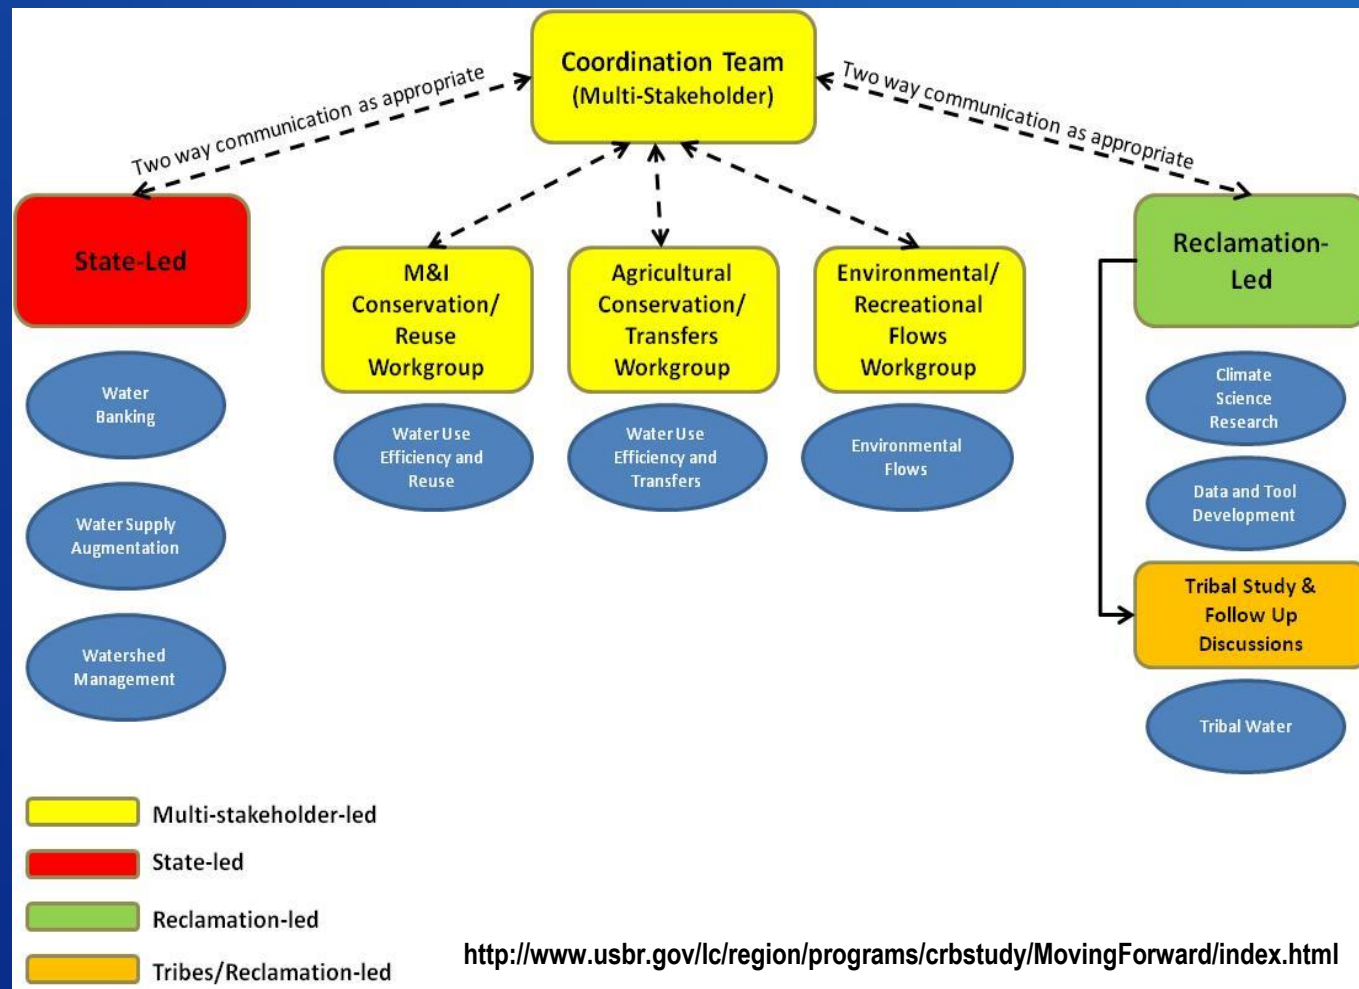 Coordination Team
(Multi-Stakeholder)
Two way communication as appropriate
Two way communication as appropriate
State-Led
M&I
Conservation/
Reuse
Workgroup
Agricultural
Conservation/
Transfers
Workgroup
Environmental/
Recreational
Flows
Workgroup
Reclamation-
Led
Water
Banking
Water Supply
Augmentation
Watershed
Management
Water Use
Efficiency and
Reuse
Water Use
Efficiency and
Transfers
Environmental
Flows
Climate
Science
Research
Data and Tool
Development
Tribal Study &
Follow Up
Discussions
Tribal Water
Multi-stakeholder-led
State-led
Reclamation-led
Tribes/Reclamation-led
http://www.usbr.gov/lc/region/programs/crbstudy/MovingForward/index.html